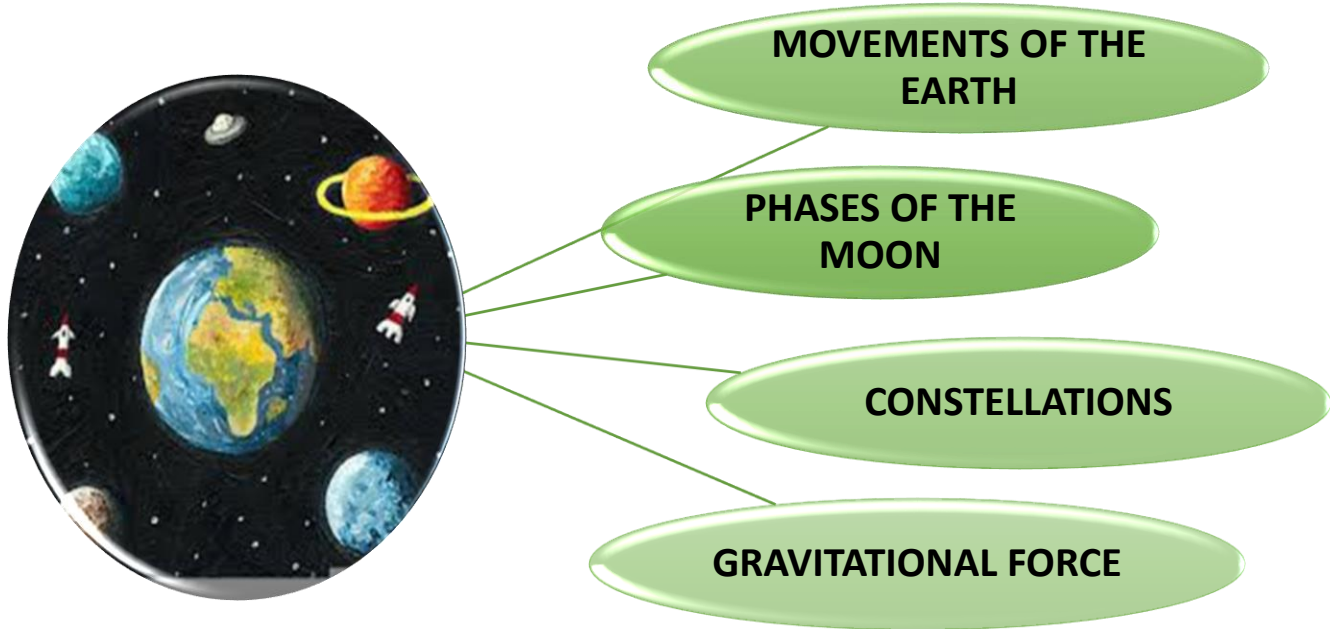 MOVEMENTS OF THE
EARTH
PHASES OF THE
MOON
CONSTELLATIONS
GRAVITATIONAL FORCE